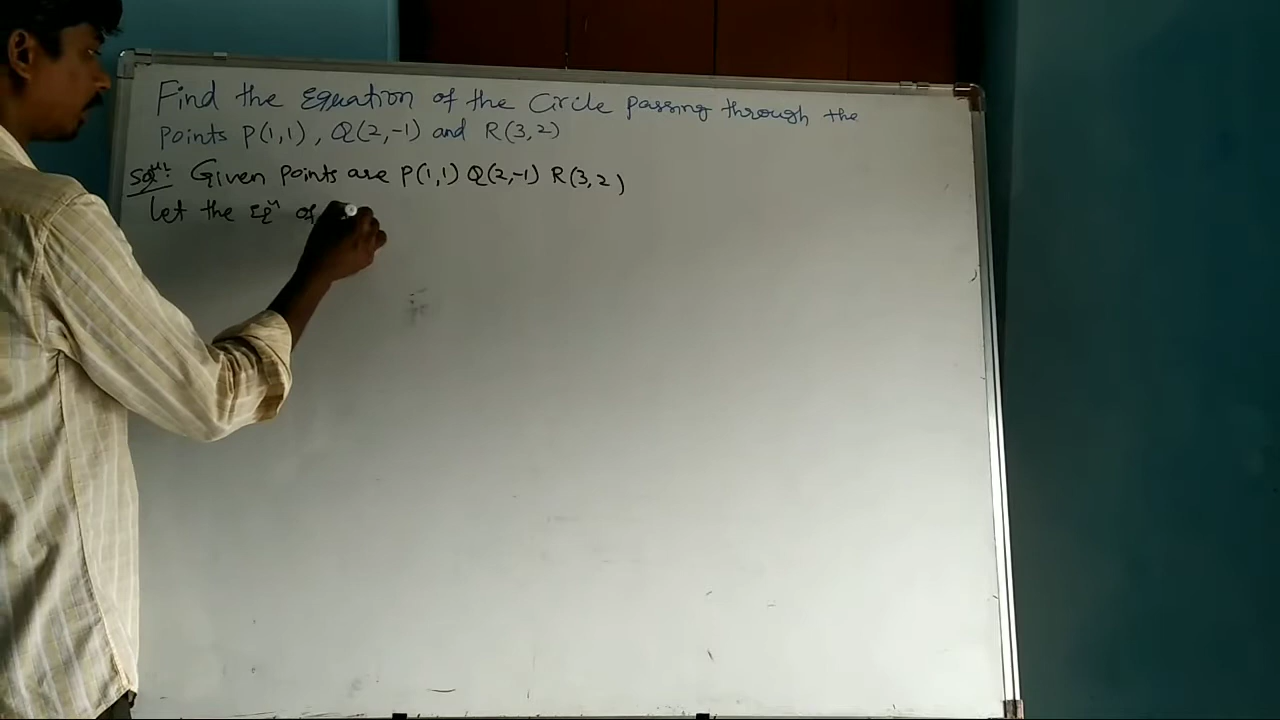 Find the Equation of the Circle passing through the
points P(1,1), Q(2,-1) and R(3,2)
Solⁿ: Given points are P(1,1) Q(2,-1) R(3,2)
Let the Eqⁿ of